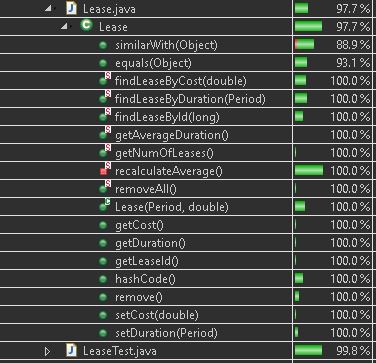 Lease.java 97.7 %
Lease 97.7 %
similarWith(Object) 88.9 %
equals(Object) 93.1 %
findLeaseByCost(double) 100.0 %
findLeaseByDuration(Period) 100.0 %
findLeaseById(long) 100.0 %
getAverageDuration() 100.0 %
getNumOfLeases() 100.0 %
recalculateAverage() 100.0 %
removeAll() 100.0 %
Lease(Period, double) 100.0 %
getCost() 100.0 %
getDuration() 100.0 %
getLeaseId() 100.0 %
hashCode() 100.0 %
remove() 100.0 %
setCost(double) 100.0 %
setDuration(Period) 100.0 %
LeaseTest.java 99.8 %